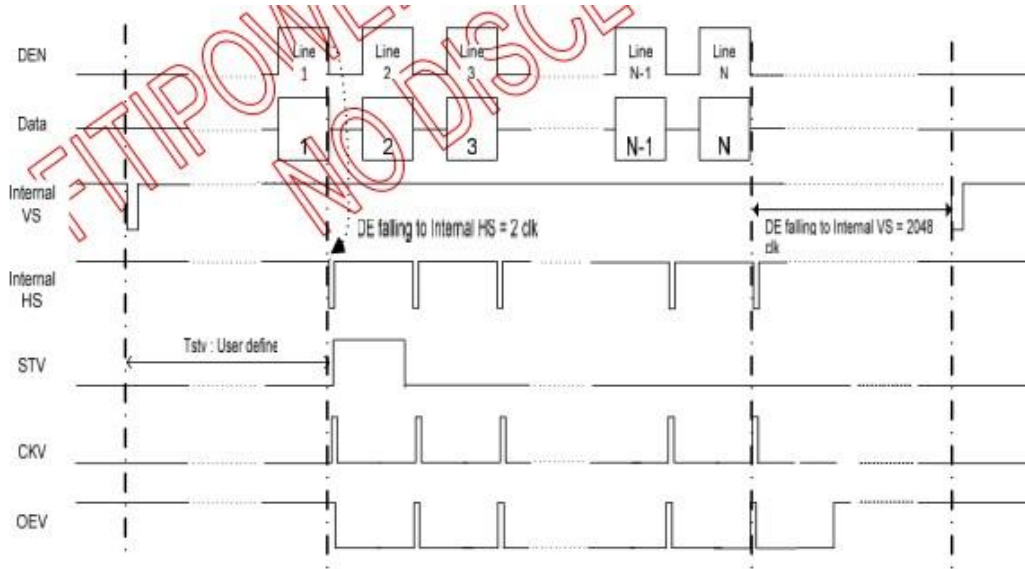 DEN
Line
1
Line
2
Line
3
Line
N-1
Line
N
Data
1
2
3
N-1
N
Internal
VS
DE falling to Internal HS = 2 clk
DE falling to Internal VS = 2048
clk
Internal
HS
Tstv : User define
STV
CKV
OEV
NO